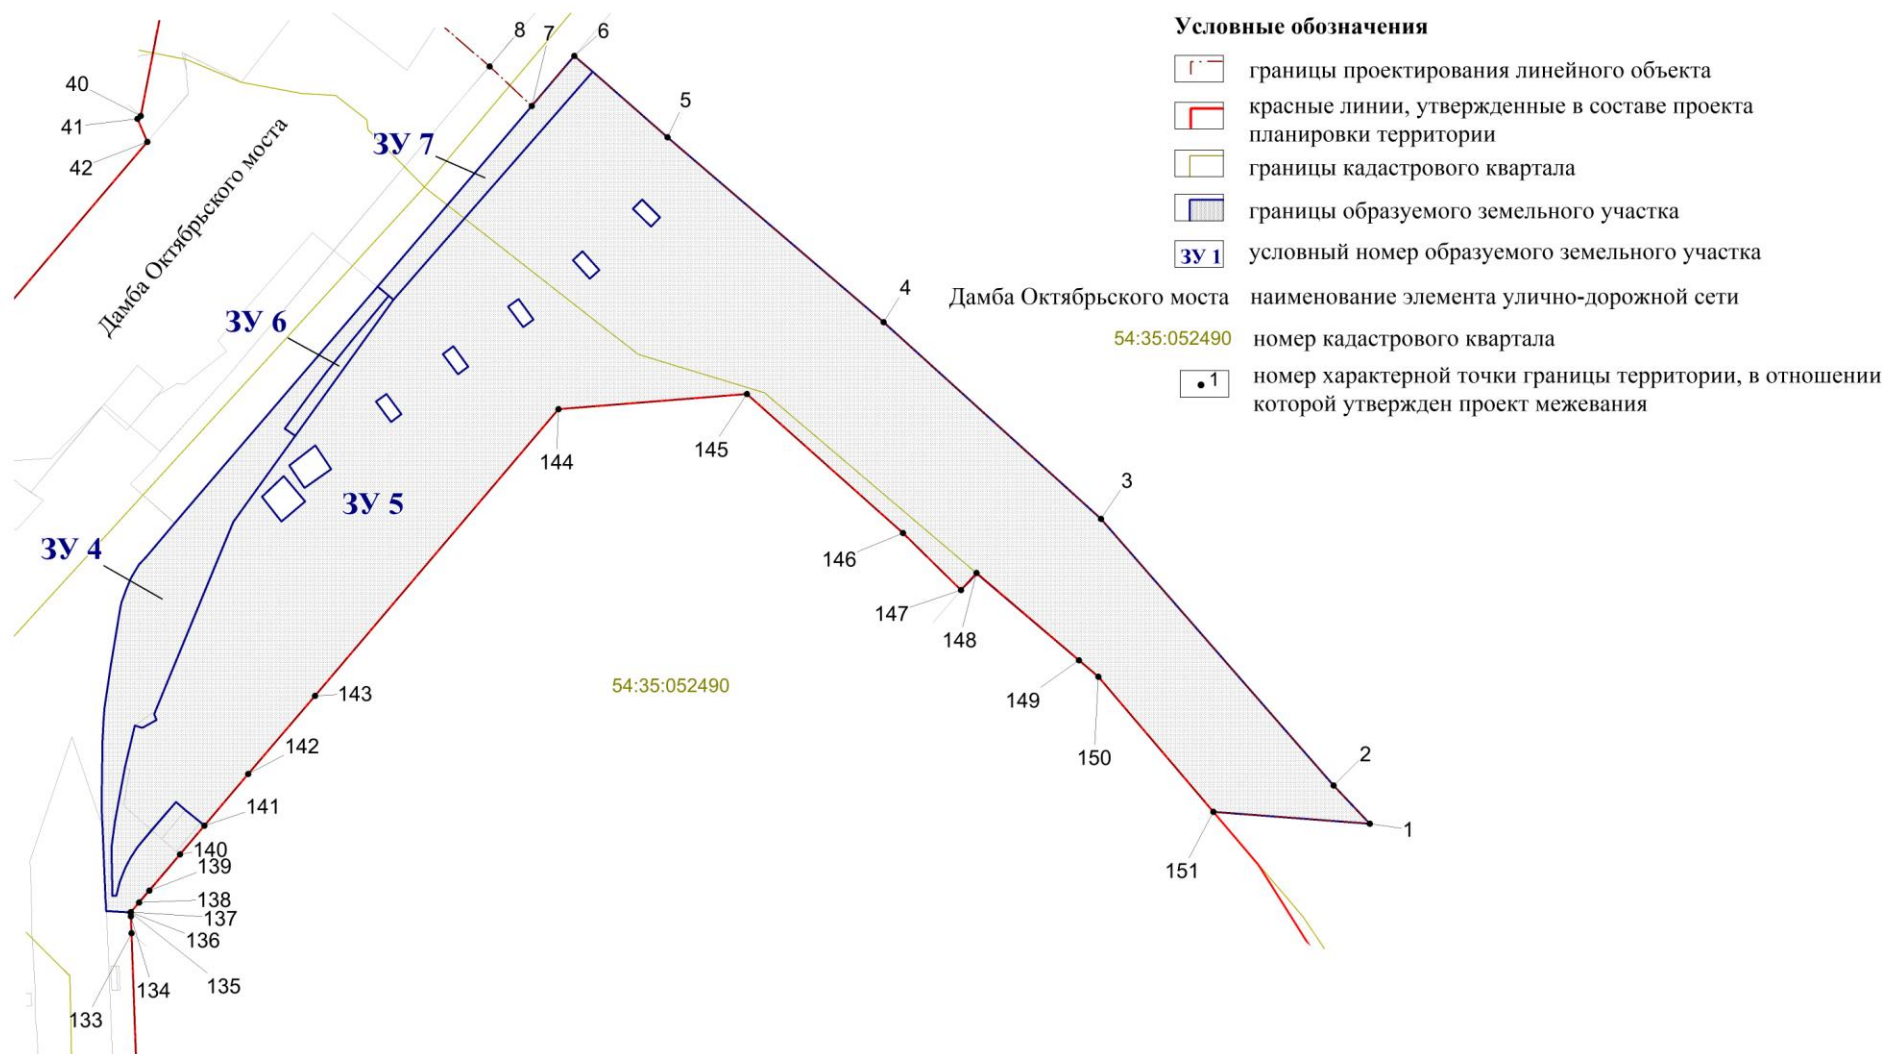 Условные обозначения
границы проектирования линейного объекта
красные линии, утвержденные в составе проекта
планировки территории
границы кадастрового квартала
границы образуемого земельного участка
ЗУ 1 условный номер образуемого земельного участка
Дамба Октябрьского моста наименование элемента улично-дорожной сети
54:35:052490 номер кадастрового квартала
1 номер характерной точки границы территории, в отношении
которой утвержден проект межевания
8
7
6
5
4
3
2
1
40
41
42
Дамба Октябрьского моста
ЗУ 7
ЗУ 6
ЗУ 5
ЗУ 4
54:35:052490
144
145
146
147
148
149
150
151
143
142
141
140
139
138
137
136
135
134
133